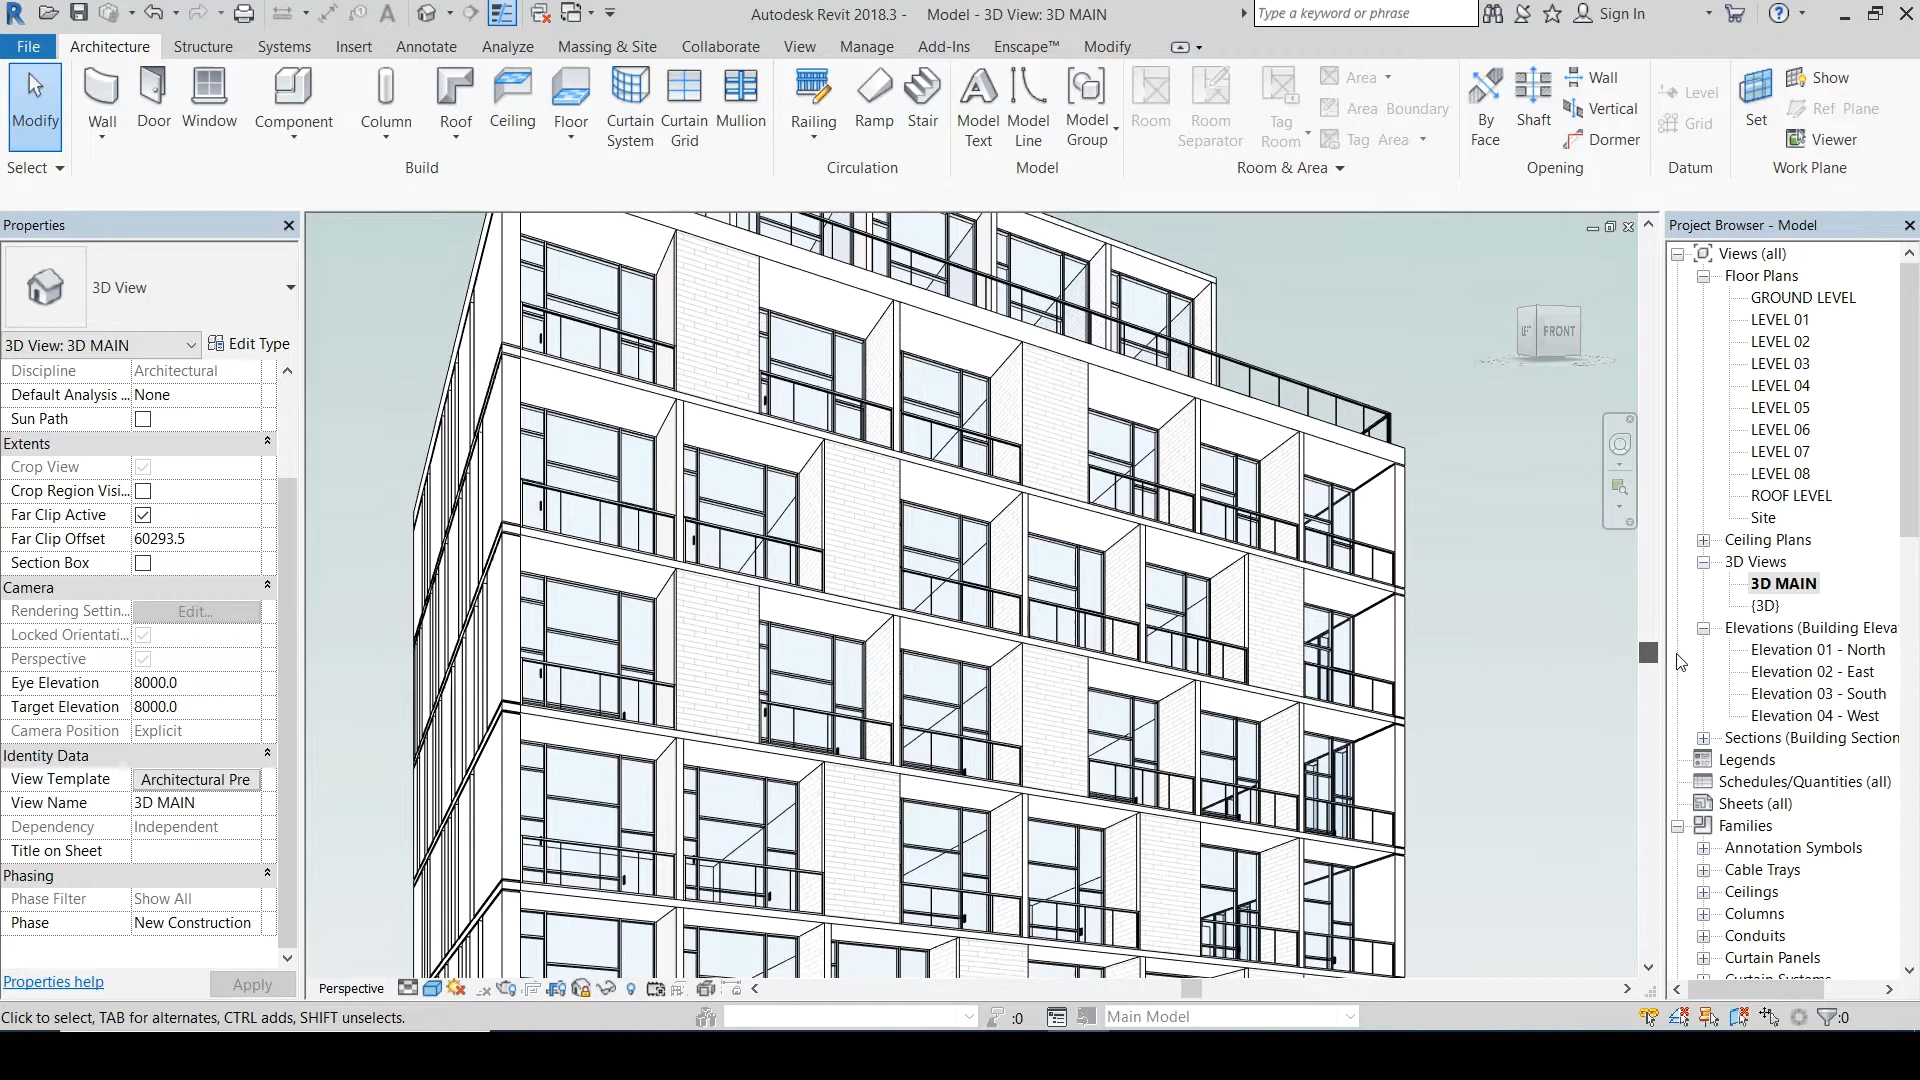 Autodesk Revit 2018.3 - Model - 3D View: 3D MAIN
Type a keyword or phrase
Sign In
File Architecture Structure Systems Insert Annotate Analyze Massing & Site Collaborate View Manage Add-Ins Enscape™ Modify
Modify
Wall
Door
Window
Component
Column
Roof
Ceiling
Floor
Curtain System
Curtain Grid
Mullion
Railing
Ramp
Stair
Model Text
Model Line
Model Group
Room
Room Separator
Tag Room
Area
Area Boundary
Tag Area
By Face
Shaft
Wall
Vertical
Dormer
Level
Grid
Set
Show
Ref Plane
Viewer
Select
Build
Circulation
Model
Room & Area
Opening
Datum
Work Plane
Properties
3D View
3D View: 3D MAIN
Edit Type
Discipline Architectural
Default Analysis ... None
Sun Path
Extents
Crop View
Crop Region Visi...
Far Clip Active
Far Clip Offset 60293.5
Section Box
Camera
Rendering Settin... Edit...
Locked Orientati...
Perspective
Eye Elevation 8000.0
Target Elevation 8000.0
Camera Position Explicit
Identity Data
View Template Architectural Pre
View Name 3D MAIN
Dependency Independent
Title on Sheet
Phasing
Phase Filter Show All
Phase New Construction
Properties help
Apply
FRONT
Perspective
Project Browser - Model
Views (all)
Floor Plans
GROUND LEVEL
LEVEL 01
LEVEL 02
LEVEL 03
LEVEL 04
LEVEL 05
LEVEL 06
LEVEL 07
LEVEL 08
ROOF LEVEL
Site
Ceiling Plans
3D Views
3D MAIN
{3D}
Elevations (Building Eleva
Elevation 01 - North
Elevation 02 - East
Elevation 03 - South
Elevation 04 - West
Sections (Building Section
Legends
Schedules/Quantities (all)
Sheets (all)
Families
Annotation Symbols
Cable Trays
Ceilings
Columns
Conduits
Curtain Panels
Click to select, TAB for alternates, CTRL adds, SHIFT unselects.
:0
Main Model
:0